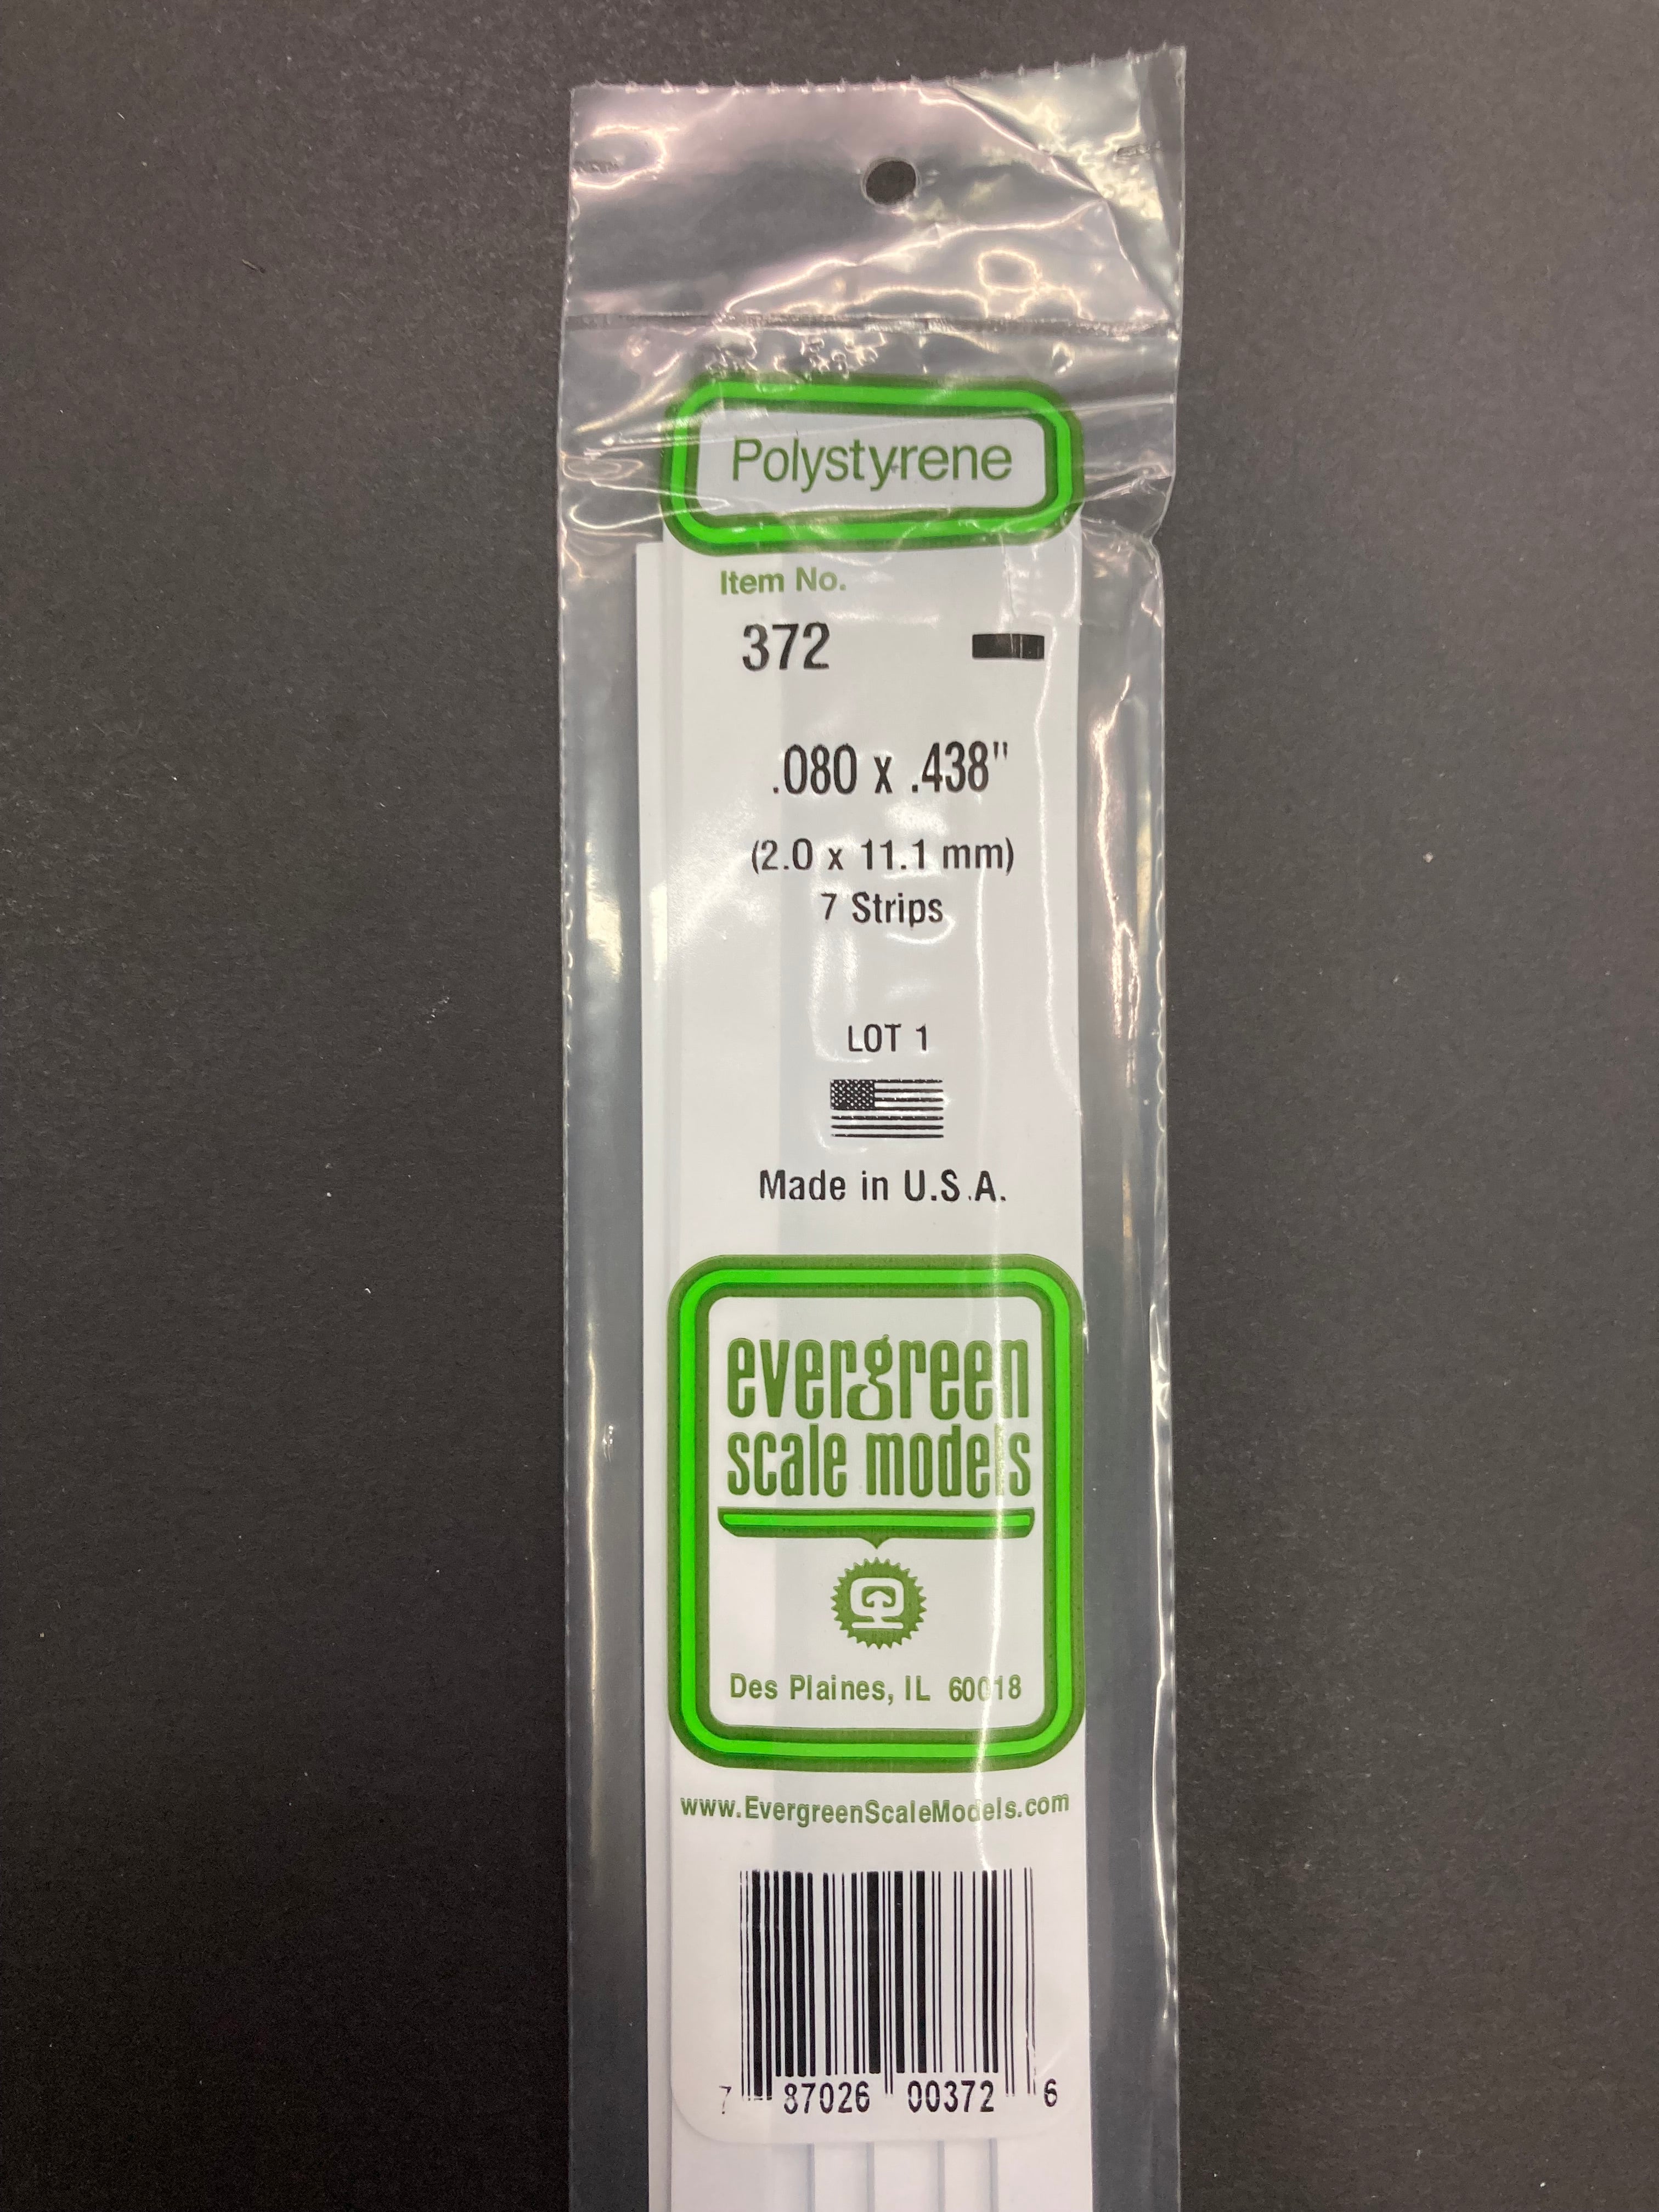 Polystyrene
Item No.
372
.080 x .438"
(2.0 x 11.1 mm)
7 Strips
LOT 1
Made in U.S.A.
evergreen
scale models
Des Plaines, IL 60018
www.EvergreenScaleModels.com
7 87026 00372 6